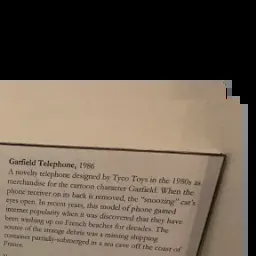 Garfield Telephone, 1986
A novelty telephone designed by Tyco Toys in the 1980s as
merchandise for the cartoon character Garfield. When the
phone receiver on its back is removed, the "snoozing" cat's
eyes open. In recent years, this model of phone gained
internet popularity when it was discovered that they have
been washing up on French beaches for decades. The
source of the strange debris was a missing shipping
container partially-submerged in a sea cave off the coast of
France.